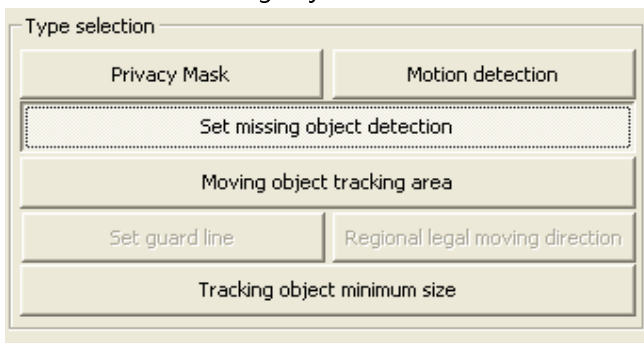 Type selection
Privacy Mask Motion detection
Set missing object detection
Moving object tracking area
Set guard line Regional legal moving direction
Tracking object minimum size